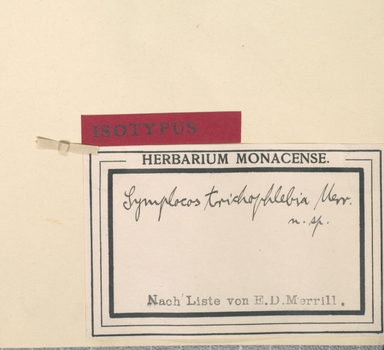 ISOTYPUS
HERBARIUM MONACENSE.
Symplocos trichophlebia Merr.
n. sp.
Nach Liste von E.D.Merrill.